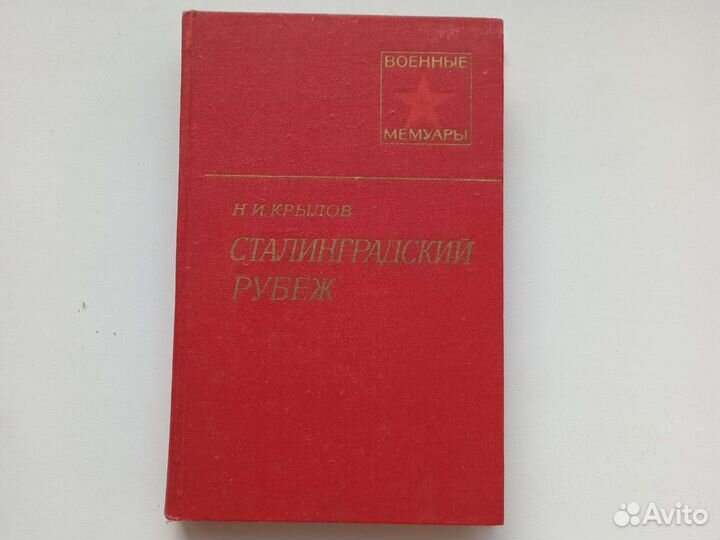 ВОЕННЫЕ
МЕМУАРЫ
Н. И. КРЫЛОВ
СТАЛИНГРАДСКИЙ
РУБЕЖ
Avito